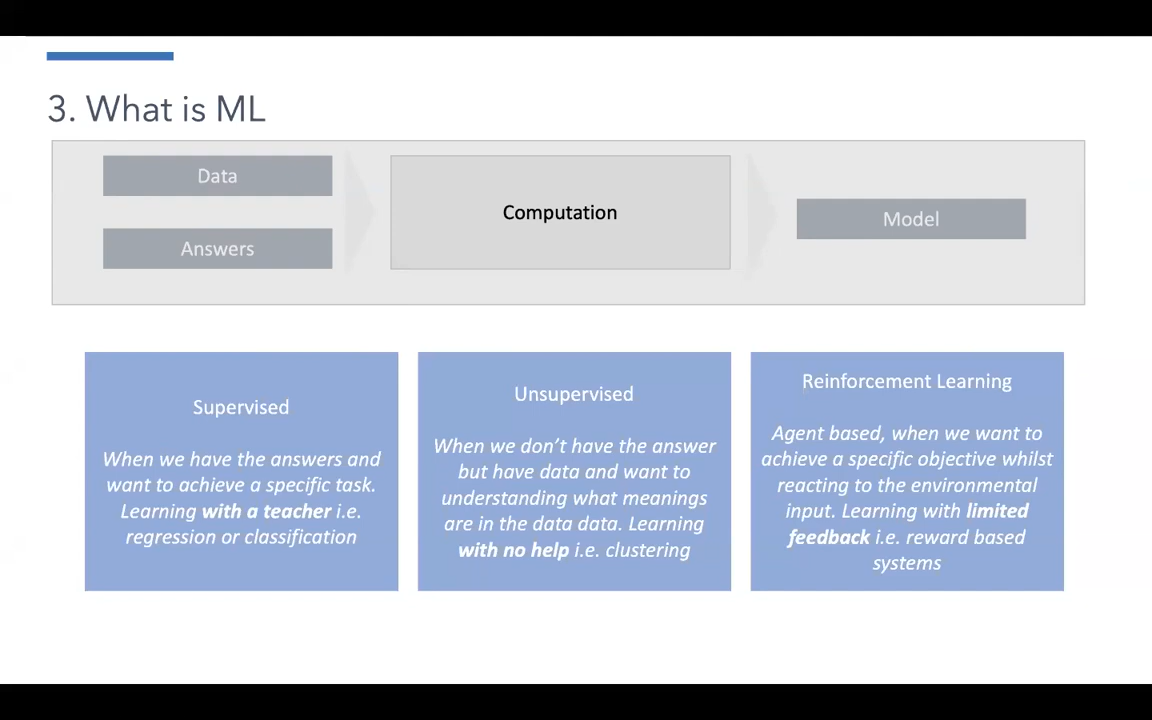 3. What is ML
Data
Answers
Computation
Model
Supervised
When we have the answers and
want to achieve a specific task.
Learning with a teacher i.e.
regression or classification
Unsupervised
When we don’t have the answer
but have data and want to
understanding what meanings
are in the data data. Learning
with no help i.e. clustering
Reinforcement Learning
Agent based, when we want to
achieve a specific objective whilst
reacting to the environmental
input. Learning with limited
feedback i.e. reward based
systems